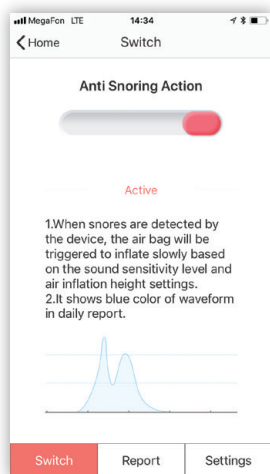 MegaFon LTE 14:34
Home Switch
Anti Snoring Action
Active
1.When snores are detected by
the device, the air bag will be
triggered to inflate slowly based
on the sound sensitivity level and
air inflation height settings.
2.It shows blue color of waveform
in daily report.
Switch Report Settings